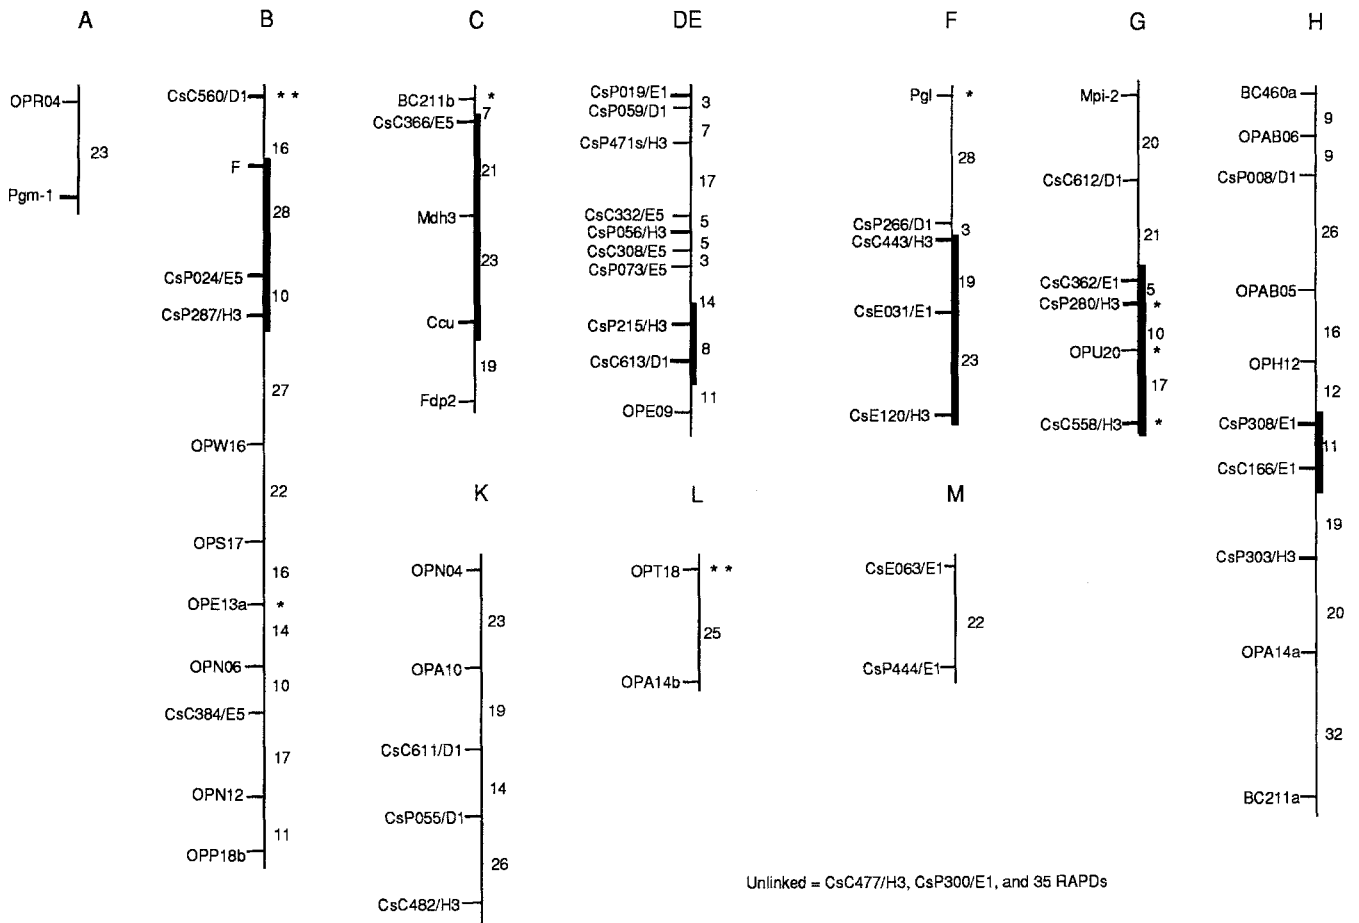 A
OPR04
23
Pgm-1
B
CsC560/D1 * *
16
F
28
CsP024/E5
10
CsP287/H3
27
OPW16
22
OPS17
16
OPE13a *
14
OPN06
10
CsC384/E5
17
OPN12
11
OPP18b
C
BC211b *
7
CsC366/E5
21
Mdh3
23
Ccu
19
Fdp2
DE
CsP019/E1
3
CsP059/D1
7
CsP471s/H3
17
CsC332/E5
5
CsP056/H3
5
CsC308/E5
3
CsP073/E5
14
CsP215/H3
8
CsC613/D1
11
OPE09
F
PgI *
28
CsP266/D1
3
CsC443/H3
19
CsE031/E1
23
CsE120/H3
G
Mpi-2
20
CsC612/D1
21
CsC362/E1
5
CsP280/H3 *
10
OPU20 *
17
CsC558/H3 *
H
BC460a
9
OPAB06
9
CsP008/D1
26
OPAB05
16
OPH12
12
CsP308/E1
11
CsC166/E1
19
CsP303/H3
20
OPA14a
32
BC211a
K
OPN04
23
OPA10
19
CsC611/D1
14
CsP055/D1
26
CsC482/H3
L
OPT18 * *
25
OPA14b
M
CsE063/E1
22
CsP444/E1
Unlinked = CsC477/H3, CsP300/E1, and 35 RAPDs